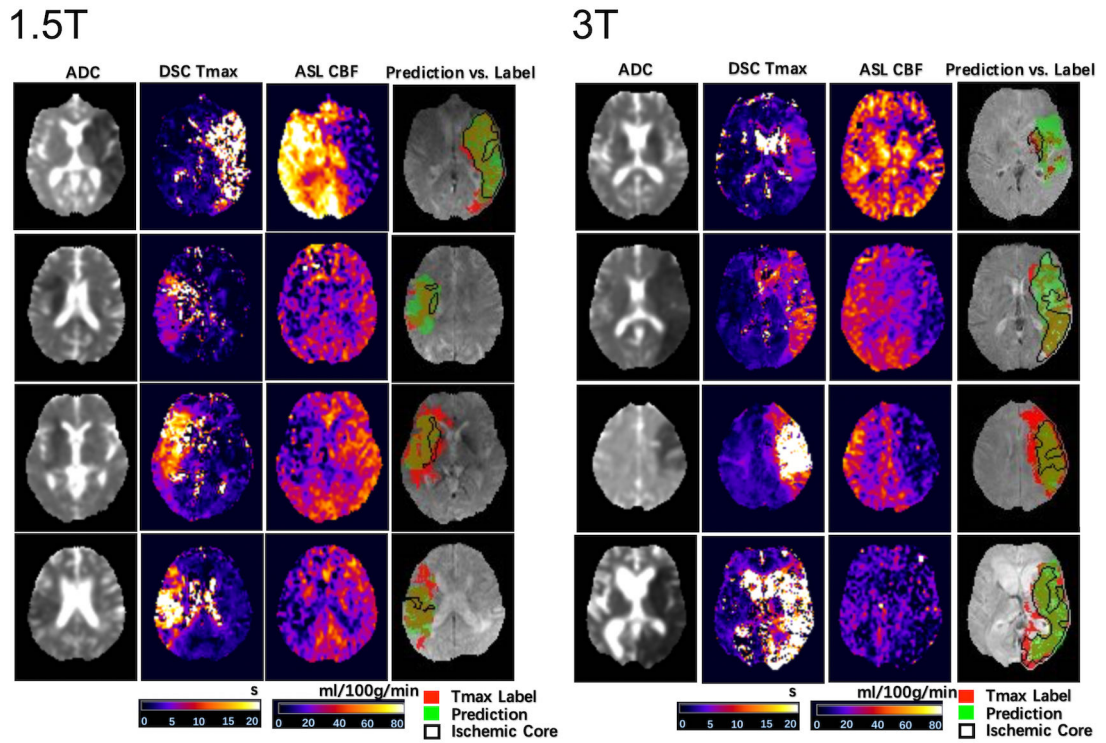 1.5T
ADC DSC Tmax ASL CBF Prediction vs. Label
s ml/100g/min
0 5 10 15 20 0 20 40 60 80
Tmax Label
Prediction
Ischemic Core
3T
ADC DSC Tmax ASL CBF Prediction vs. Label
s ml/100g/min
0 5 10 15 20 0 20 40 60 80
Tmax Label
Prediction
Ischemic Core